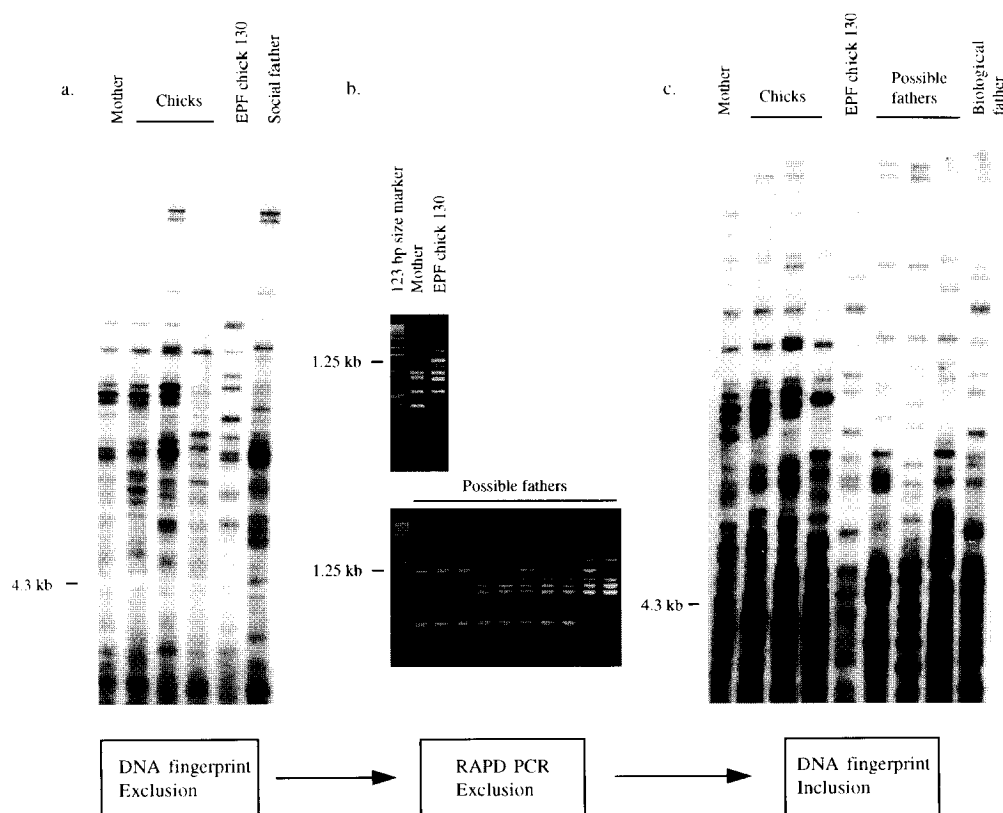 a.
Mother
Chicks
EPF chick 130
Social father
4.3 kb
b.
123 bp size marker
Mother
EPF chick 130
1.25 kb
Possible fathers
1.25 kb
c.
Mother
Chicks
EPF chick 130
Possible
fathers
Biological
father
4.3 kb
DNA fingerprint
Exclusion
RAPD PCR
Exclusion
DNA fingerprint
Inclusion